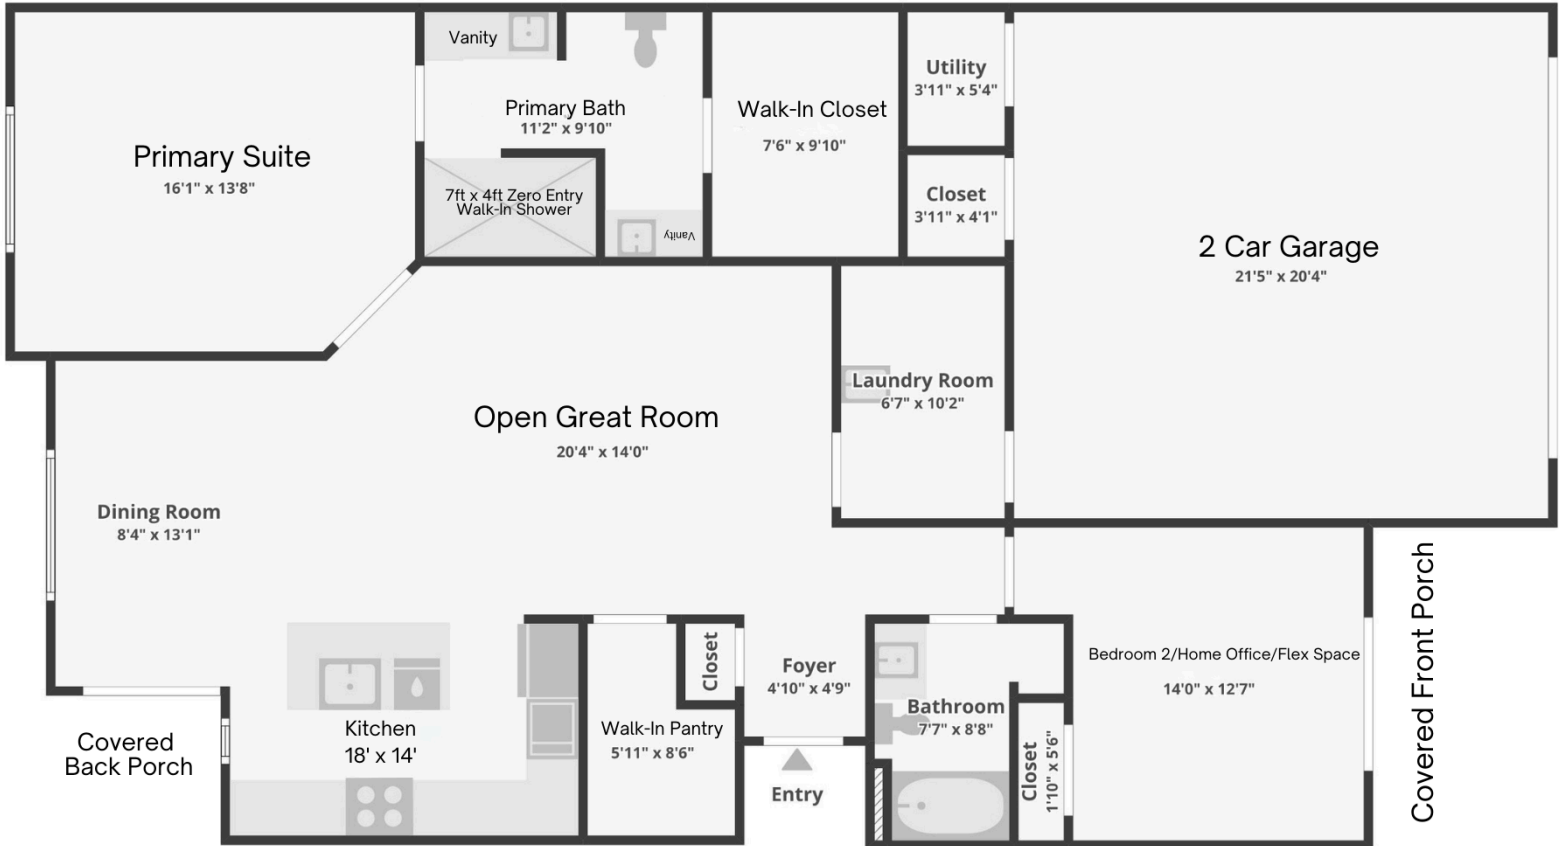 Vanity
Primary Bath
11'2" x 9'10"
7ft x 4ft Zero Entry
Walk-In Shower
Vanity
Primary Suite
16'1" x 13'8"
Walk-In Closet
7'6" x 9'10"
Utility
3'11" x 5'4"
Closet
3'11" x 4'1"
2 Car Garage
21'5" x 20'4"
Laundry Room
6'7" x 10'2"
Open Great Room
20'4" x 14'0"
Dining Room
8'4" x 13'1"
Kitchen
18' x 14'
Covered
Back Porch
Walk-In Pantry
5'11" x 8'6"
Closet
Foyer
4'10" x 4'9"
Entry
Bathroom
7'7" x 8'8"
Closet
1'10" x 5'6"
Bedroom 2/Home Office/Flex Space
14'0" x 12'7"
Covered Front Porch